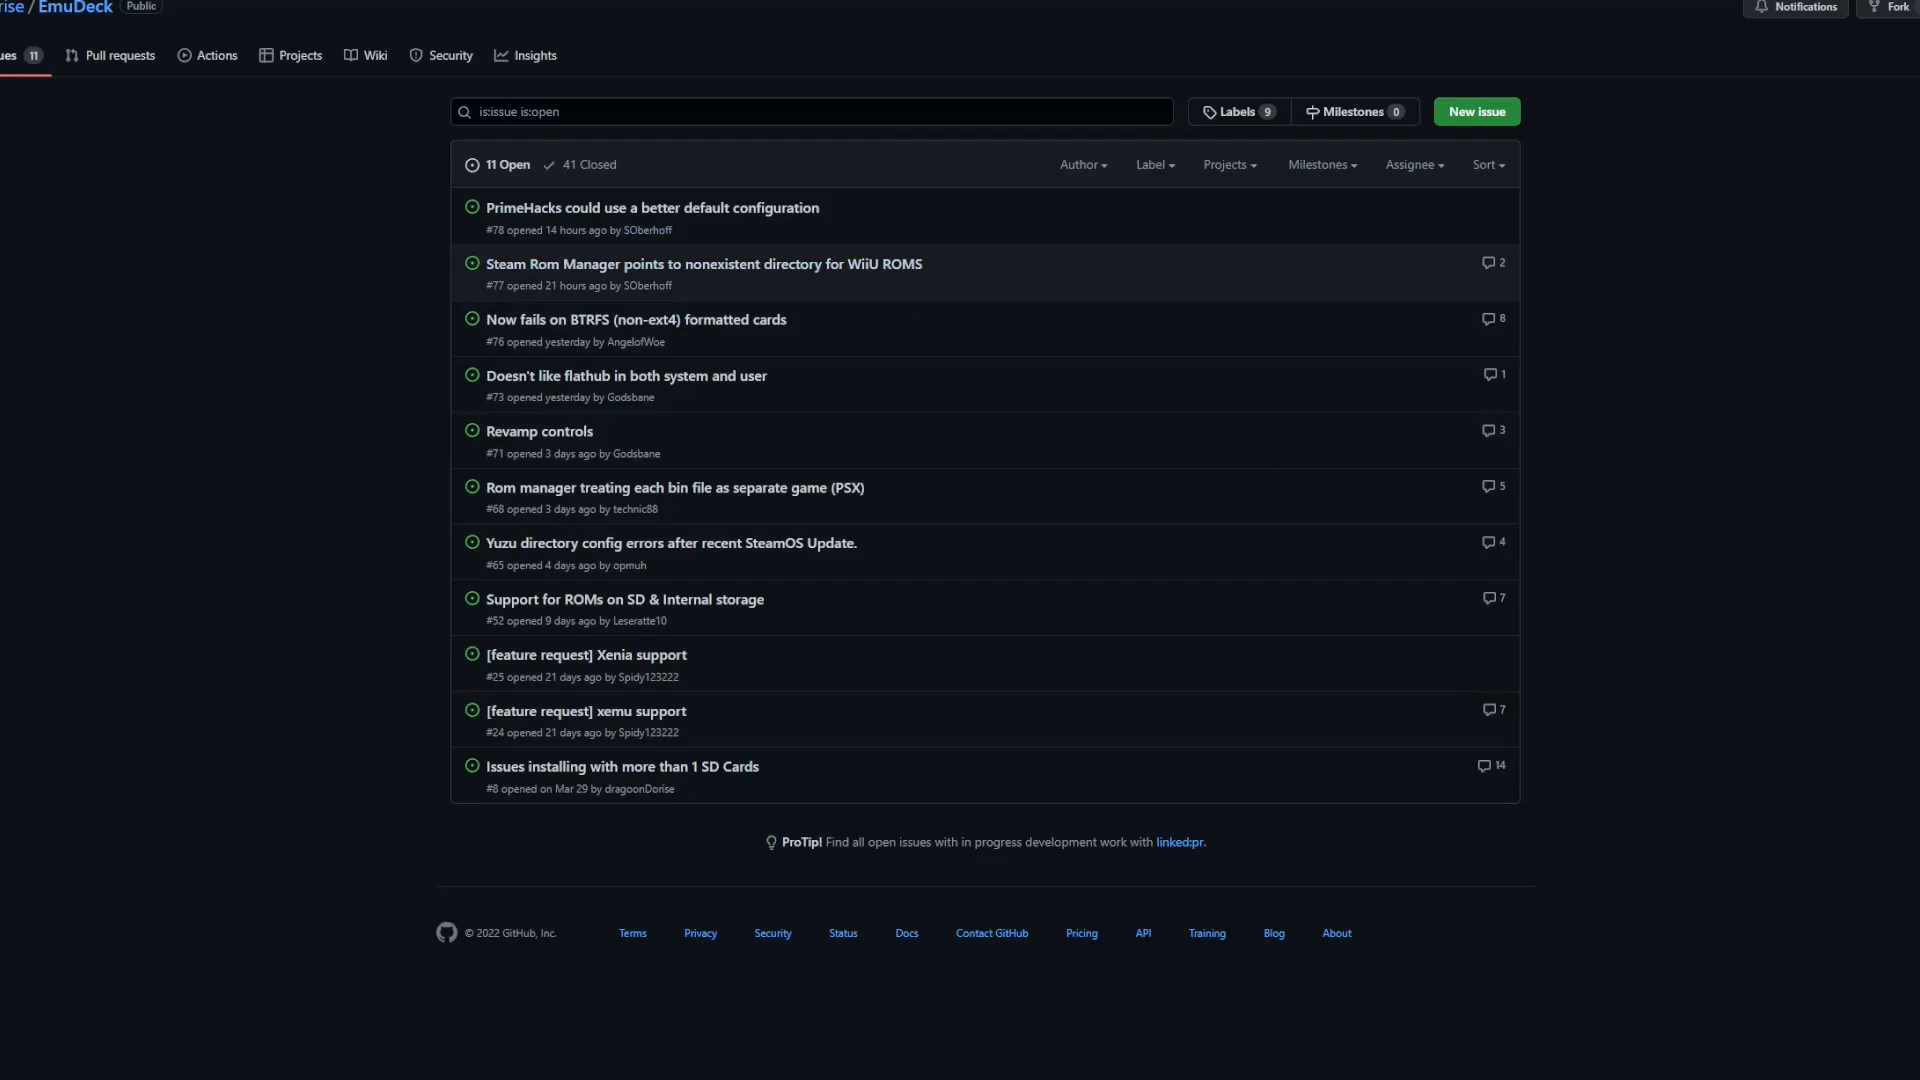 rise / EmuDeck Public
Notifications Fork
ues 11 Pull requests Actions Projects Wiki Security Insights
is:issue is:open
Labels 9 Milestones 0 New issue
11 Open 41 Closed Author Label Projects Milestones Assignee Sort
PrimeHacks could use a better default configuration
#78 opened 14 hours ago by SOberhoff
Steam Rom Manager points to nonexistent directory for WiiU ROMS 2
#77 opened 21 hours ago by SOberhoff
Now fails on BTRFS (non-ext4) formatted cards 8
#76 opened yesterday by AngelofWoe
Doesn't like flathub in both system and user 1
#73 opened yesterday by Godsbane
Revamp controls 3
#71 opened 3 days ago by Godsbane
Rom manager treating each bin file as separate game (PSX) 5
#68 opened 3 days ago by technic88
Yuzu directory config errors after recent SteamOS Update. 4
#65 opened 4 days ago by opmuh
Support for ROMs on SD & Internal storage 7
#52 opened 9 days ago by Leseratte10
[feature request] Xenia support
#25 opened 21 days ago by Spidy123222
[feature request] xemu support 7
#24 opened 21 days ago by Spidy123222
Issues installing with more than 1 SD Cards 14
#8 opened on Mar 29 by dragoonDorise
ProTip! Find all open issues with in progress development work with linked:pr.
© 2022 GitHub, Inc. Terms Privacy Security Status Docs Contact GitHub Pricing API Training Blog About